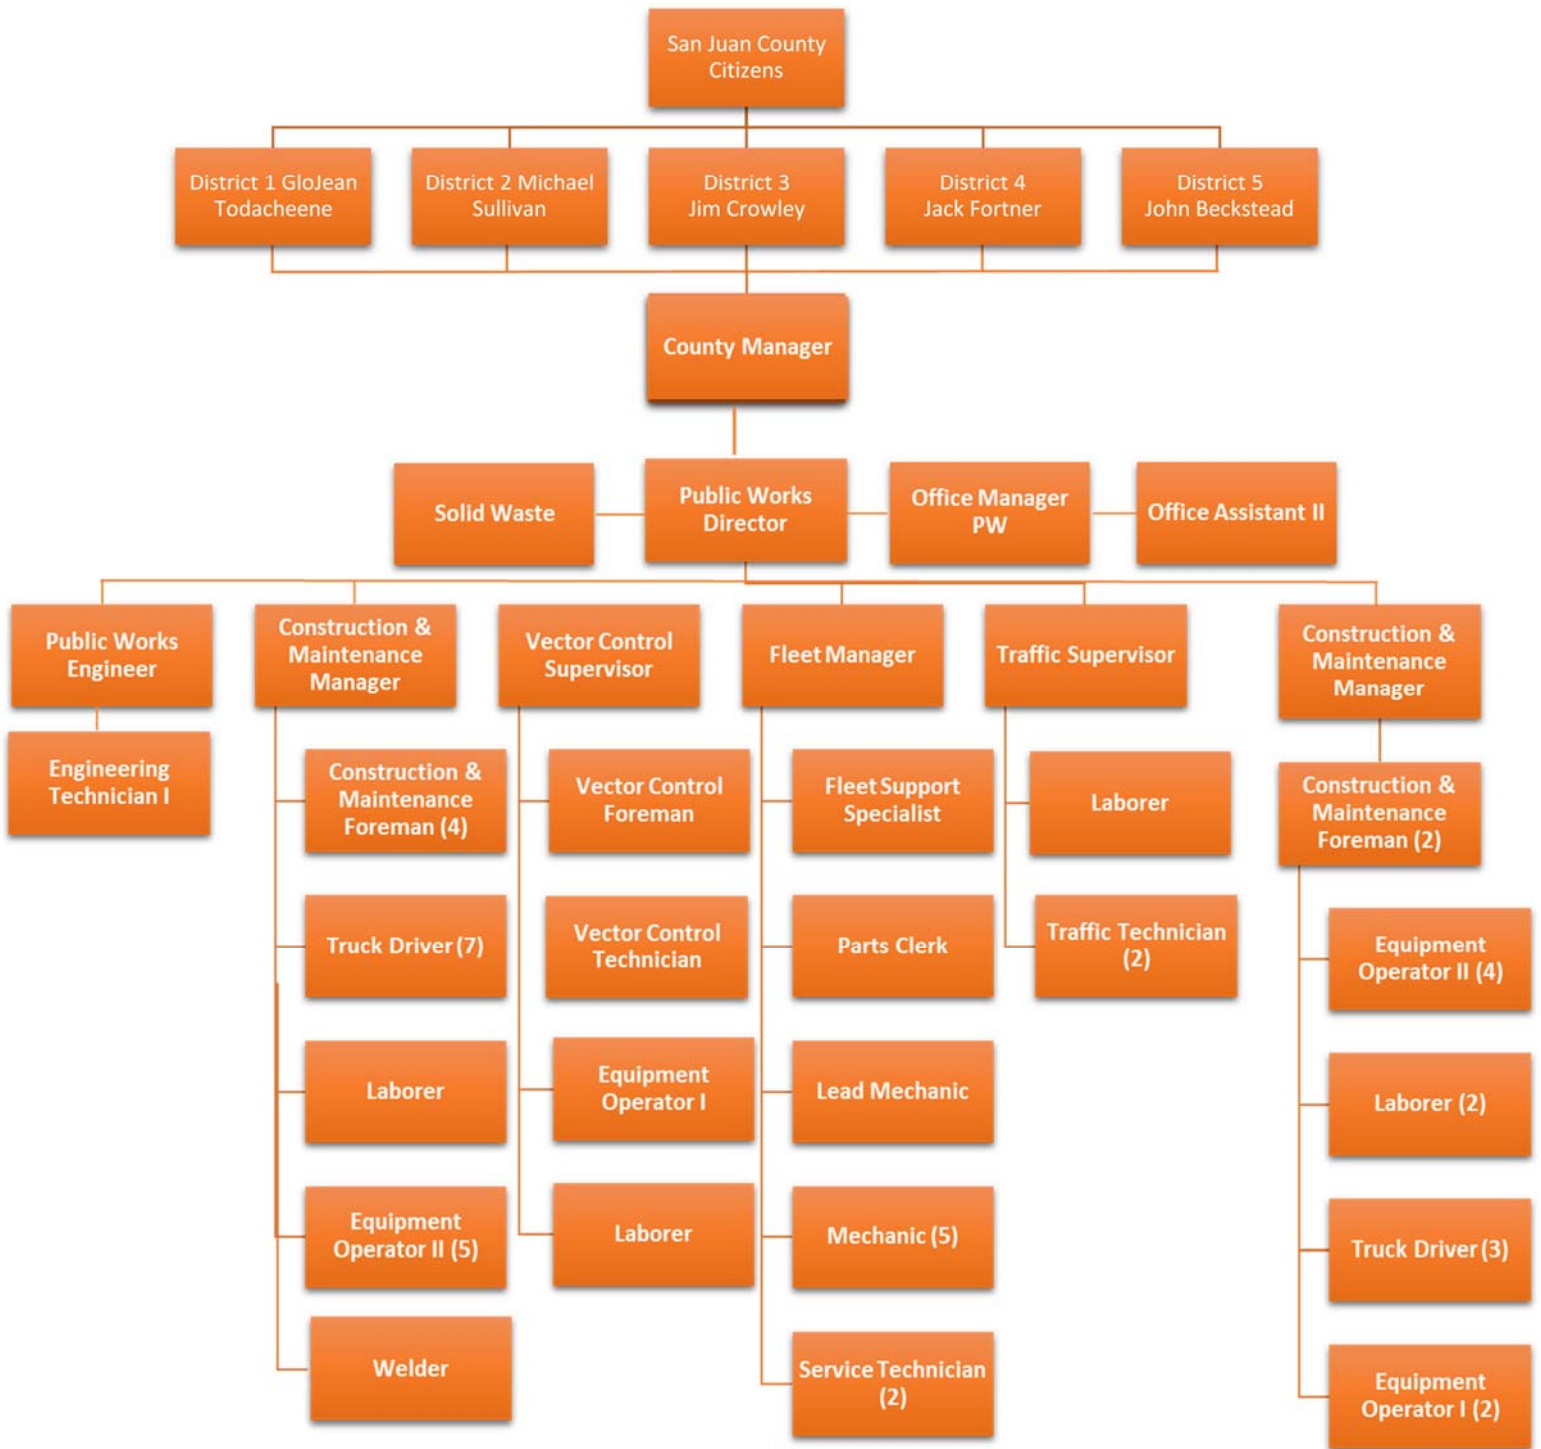 San Juan County
Citizens
District 1 GloJean
Todacheene
District 2 Michael
Sullivan
District 3
Jim Crowley
District 4
Jack Fortner
District 5
John Beckstead
County Manager
Solid Waste
Public Works
Director
Office Manager
PW
Office Assistant II
Public Works
Engineer
Construction &
Maintenance
Manager
Vector Control
Supervisor
Fleet Manager
Traffic Supervisor
Construction &
Maintenance
Manager
Engineering
Technician I
Construction &
Maintenance
Foreman (4)
Truck Driver (7)
Laborer
Equipment
Operator II (5)
Welder
Vector Control
Foreman
Vector Control
Technician
Equipment
Operator I
Laborer
Fleet Support
Specialist
Parts Clerk
Lead Mechanic
Mechanic (5)
Service Technician
(2)
Laborer
Traffic Technician
(2)
Construction &
Maintenance
Foreman (2)
Equipment
Operator II (4)
Laborer (2)
Truck Driver (3)
Equipment
Operator I (2)